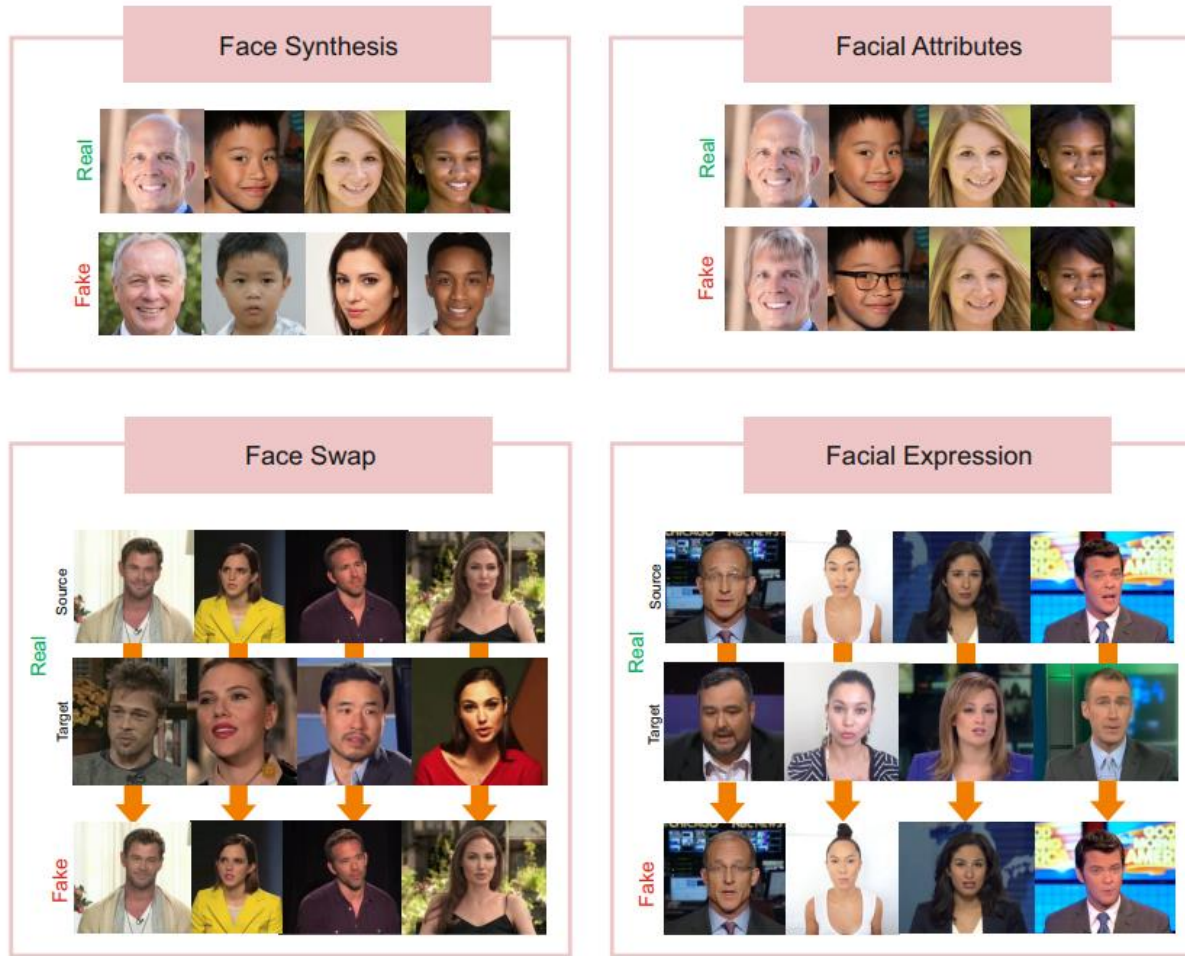 Face Synthesis
Real
Fake
Facial Attributes
Real
Fake
Face Swap
Real
Source
Target
Fake
Facial Expression
Real
Source
Target
Fake
CHICAGO